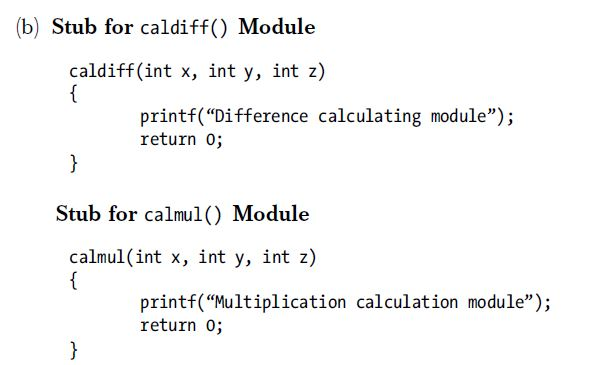 (b) Stub for caldiff() Module
caldiff(int x, int y, int z)
{
printf(“Difference calculating module”);
return 0;
}
Stub for calmul() Module
calmul(int x, int y, int z)
{
printf(“Multiplication calculation module”);
return 0;
}